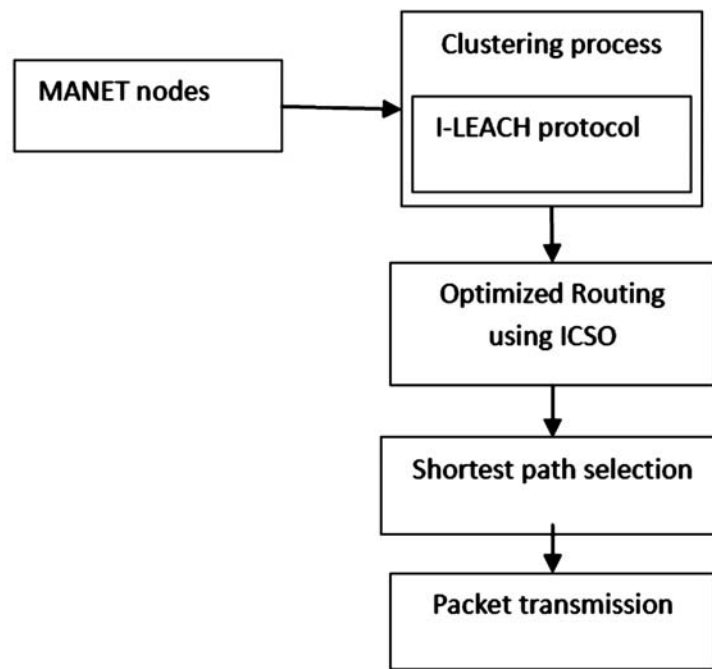 MANET nodes
Clustering process
I-LEACH protocol
Optimized Routing
using ICSO
Shortest path selection
Packet transmission